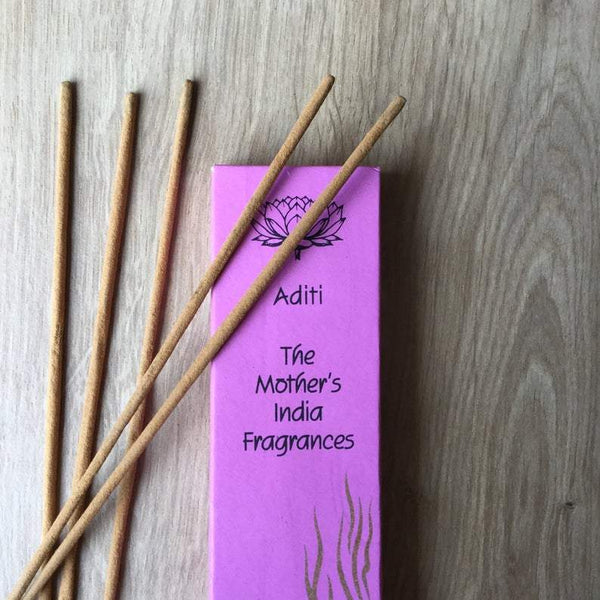 Aditi
The
Mother's
India
Fragrances